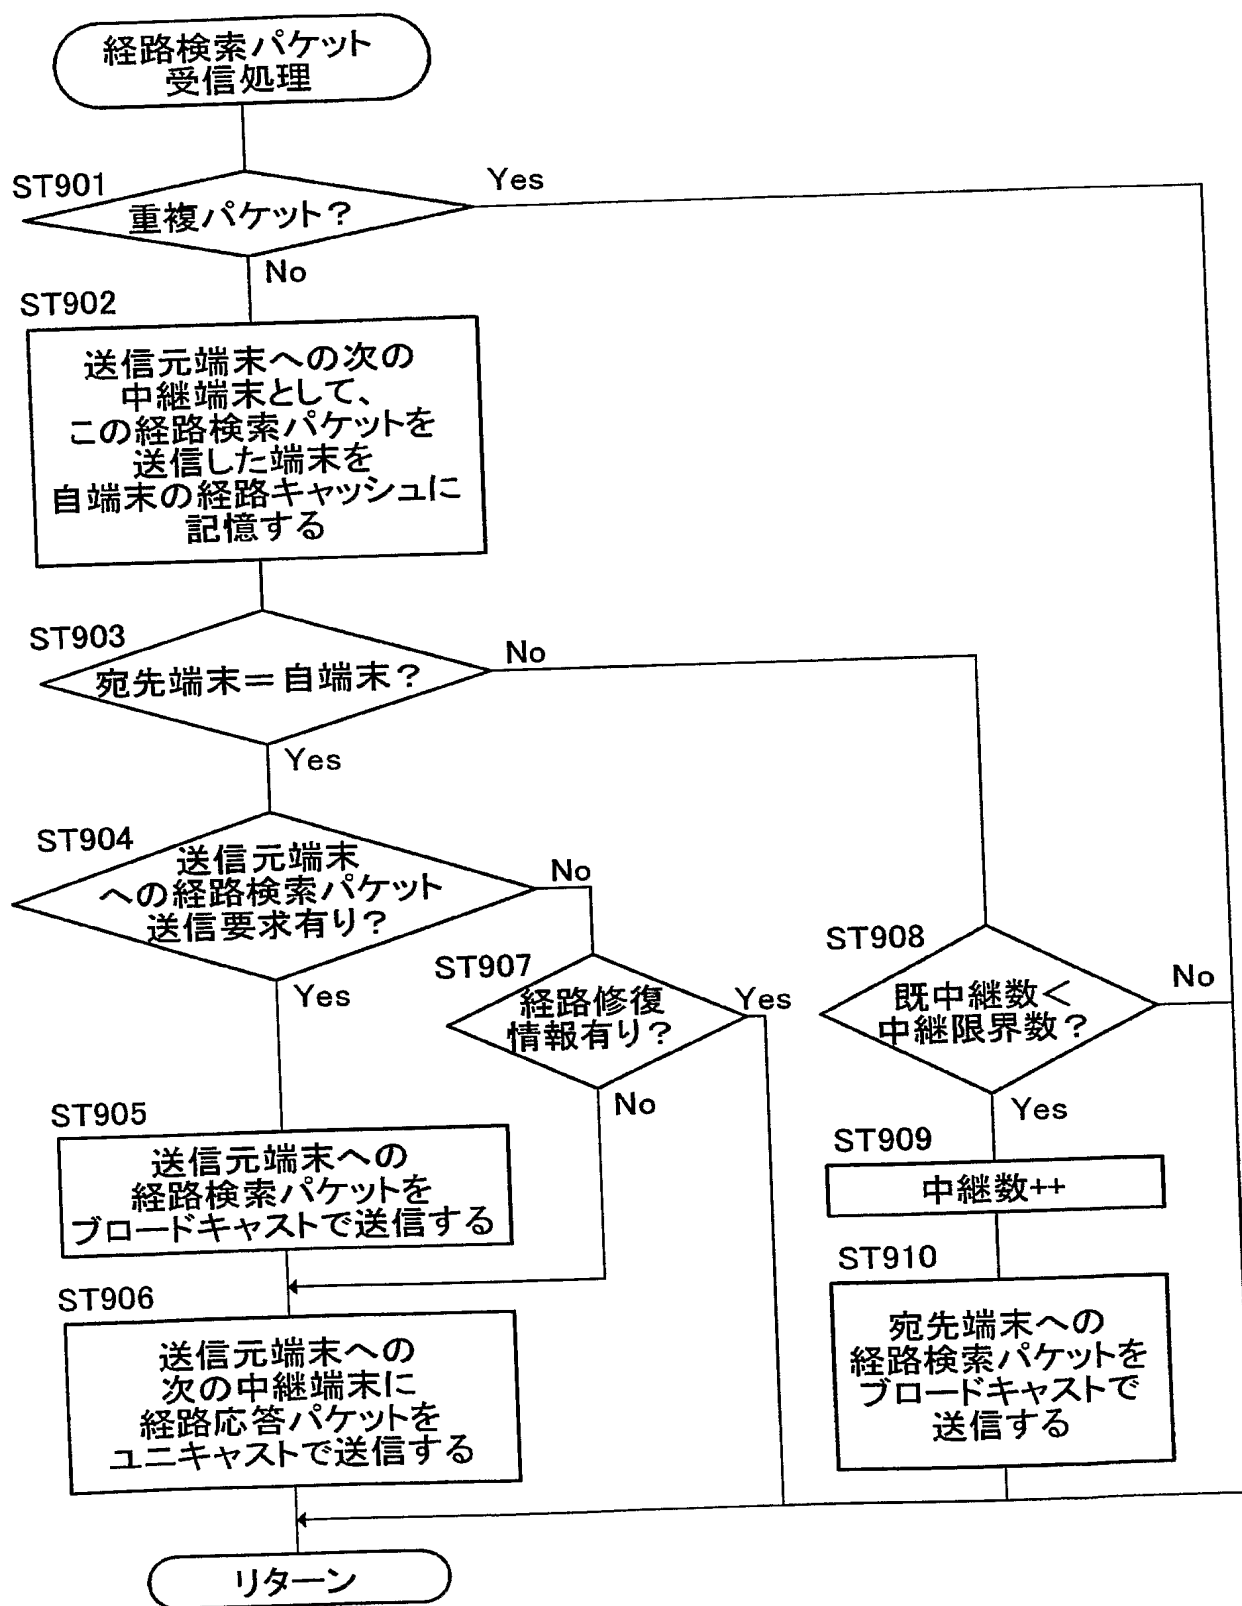 経路検索パケット
受信処理
ST901
重複パケット？
Yes
No
ST902
送信元端末への次の
中継端末として、
この経路検索パケットを
送信した端末を
自端末の経路キャッシュに
記憶する
ST903
宛先端末＝自端末？
No
Yes
ST904
送信元端末
への経路検索パケット
送信要求有り？
No
Yes
ST907
経路修復
情報有り？
Yes
No
ST908
既中継数＜
中継限界数？
No
Yes
ST905
送信元端末への
経路検索パケットを
ブロードキャストで送信する
ST909
中継数++
ST906
送信元端末への
次の中継端末に
経路応答パケットを
ユニキャストで送信する
ST910
宛先端末への
経路検索パケットを
ブロードキャストで
送信する
リターン